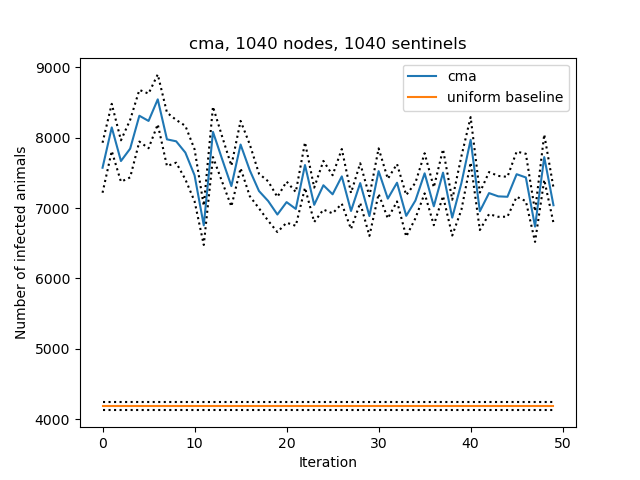 cma, 1040 nodes, 1040 sentinels
cma
uniform baseline
9000
8000
7000
6000
5000
4000
Number of infected animals
0 10 20 30 40 50
Iteration